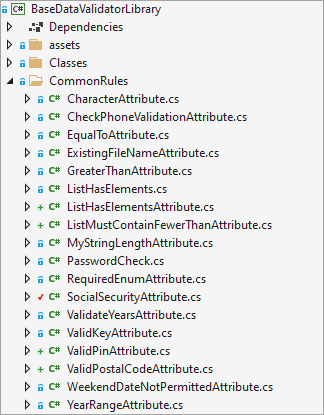 C# BaseDataValidatorLibrary
Dependencies
assets
Classes
CommonRules
C# CharacterAttribute.cs
C# CheckPhoneValidationAttribute.cs
C# EqualToAttribute.cs
C# ExistingFileNameAttribute.cs
C# GreaterThanAttribute.cs
C# ListHasElements.cs
C# ListHasElementsAttribute.cs
C# ListMustContainFewerThanAttribute.cs
C# MyStringLengthAttribute.cs
C# PasswordCheck.cs
C# RequiredEnumAttribute.cs
C# SocialSecurityAttribute.cs
C# ValidateYearsAttribute.cs
C# ValidKeyAttribute.cs
C# ValidPinAttribute.cs
C# ValidPostalCodeAttribute.cs
C# WeekendDateNotPermittedAttribute.cs
C# YearRangeAttribute.cs